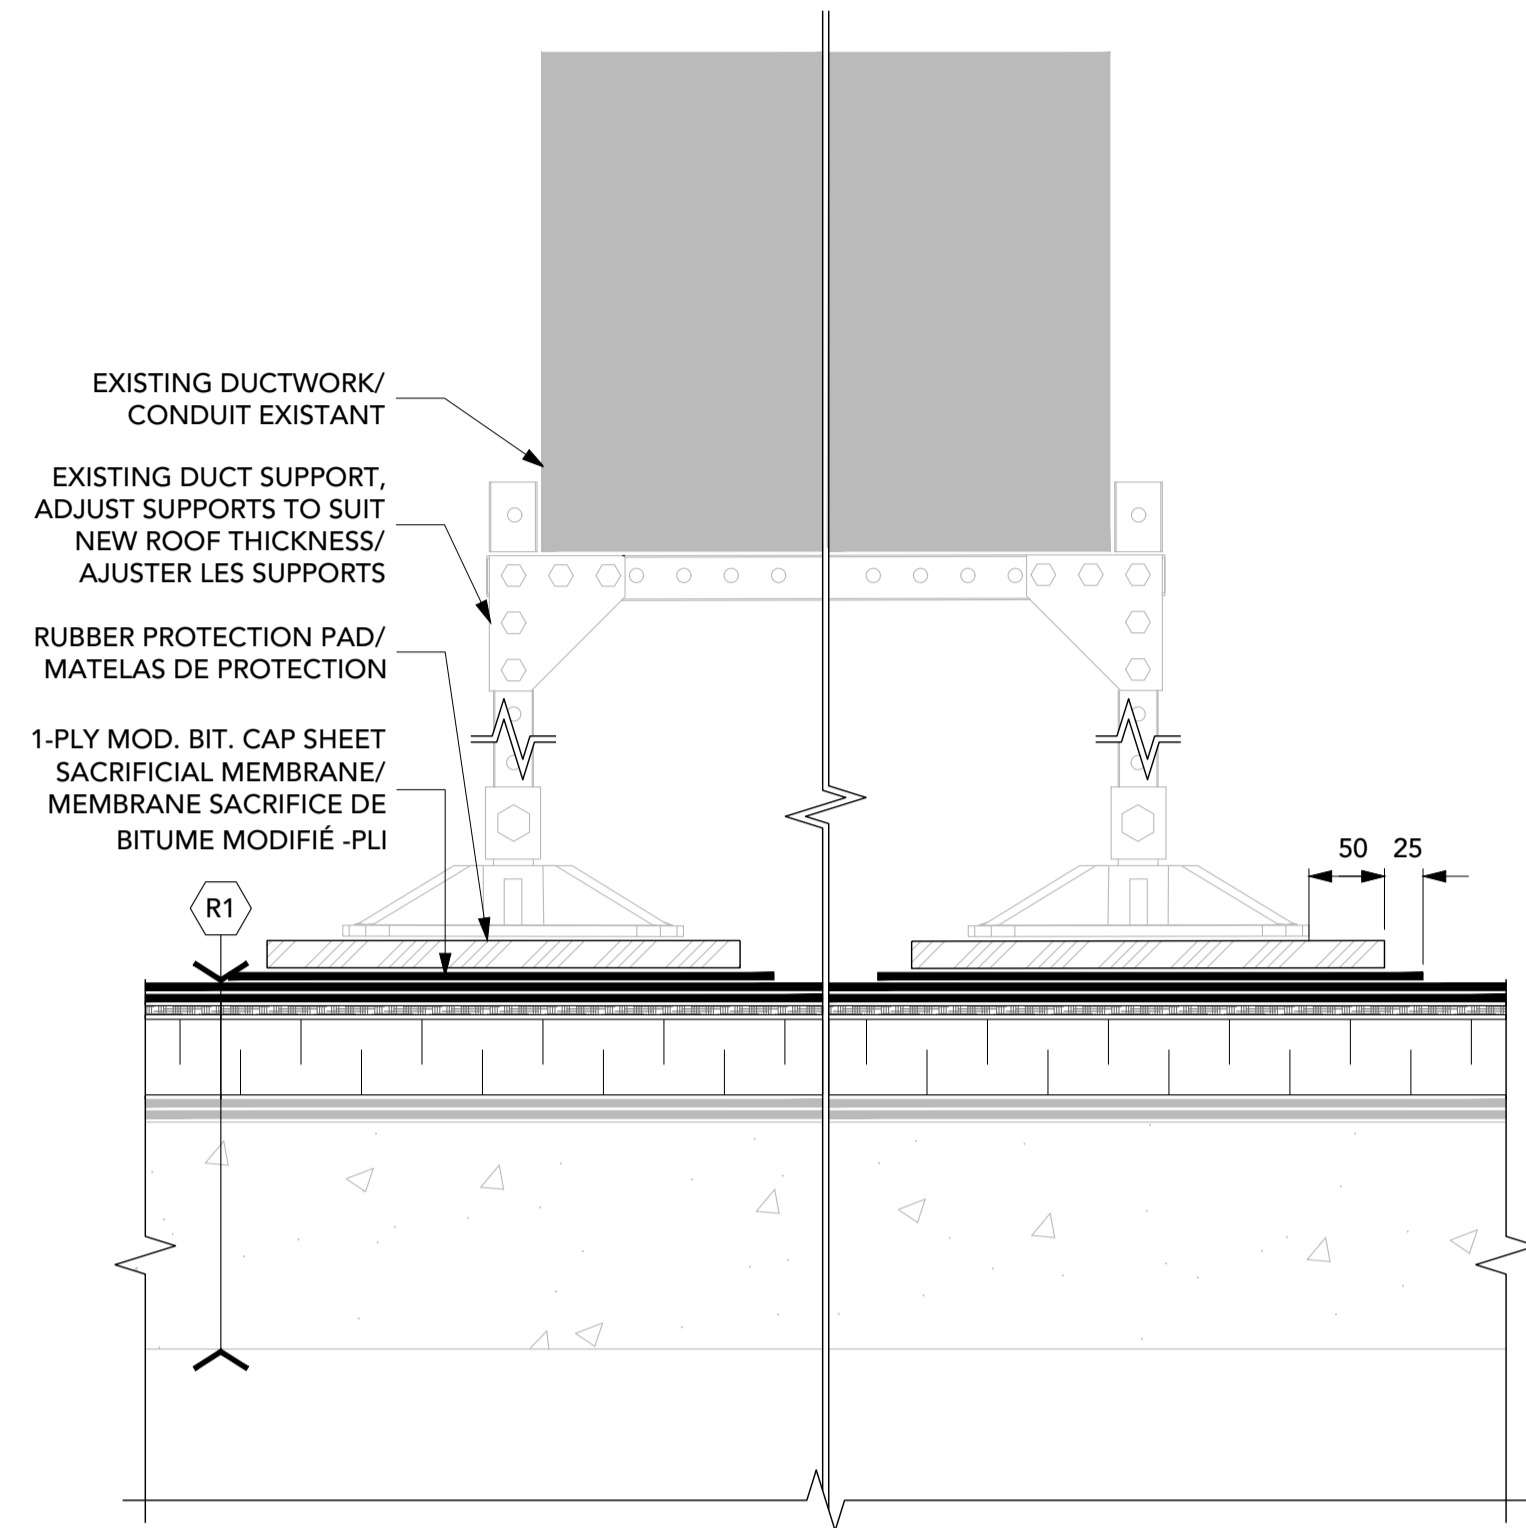 EXISTING DUCTWORK/
CONDUIT EXISTANT
EXISTING DUCT SUPPORT,
ADJUST SUPPORTS TO SUIT
NEW ROOF THICKNESS/
AJUSTER LES SUPPORTS
RUBBER PROTECTION PAD/
MATELAS DE PROTECTION
1-PLY MOD. BIT. CAP SHEET
SACRIFICIAL MEMBRANE/
MEMBRANE SACRIFICE DE
BITUME MODIFIÉ -PLI
50 25
R1